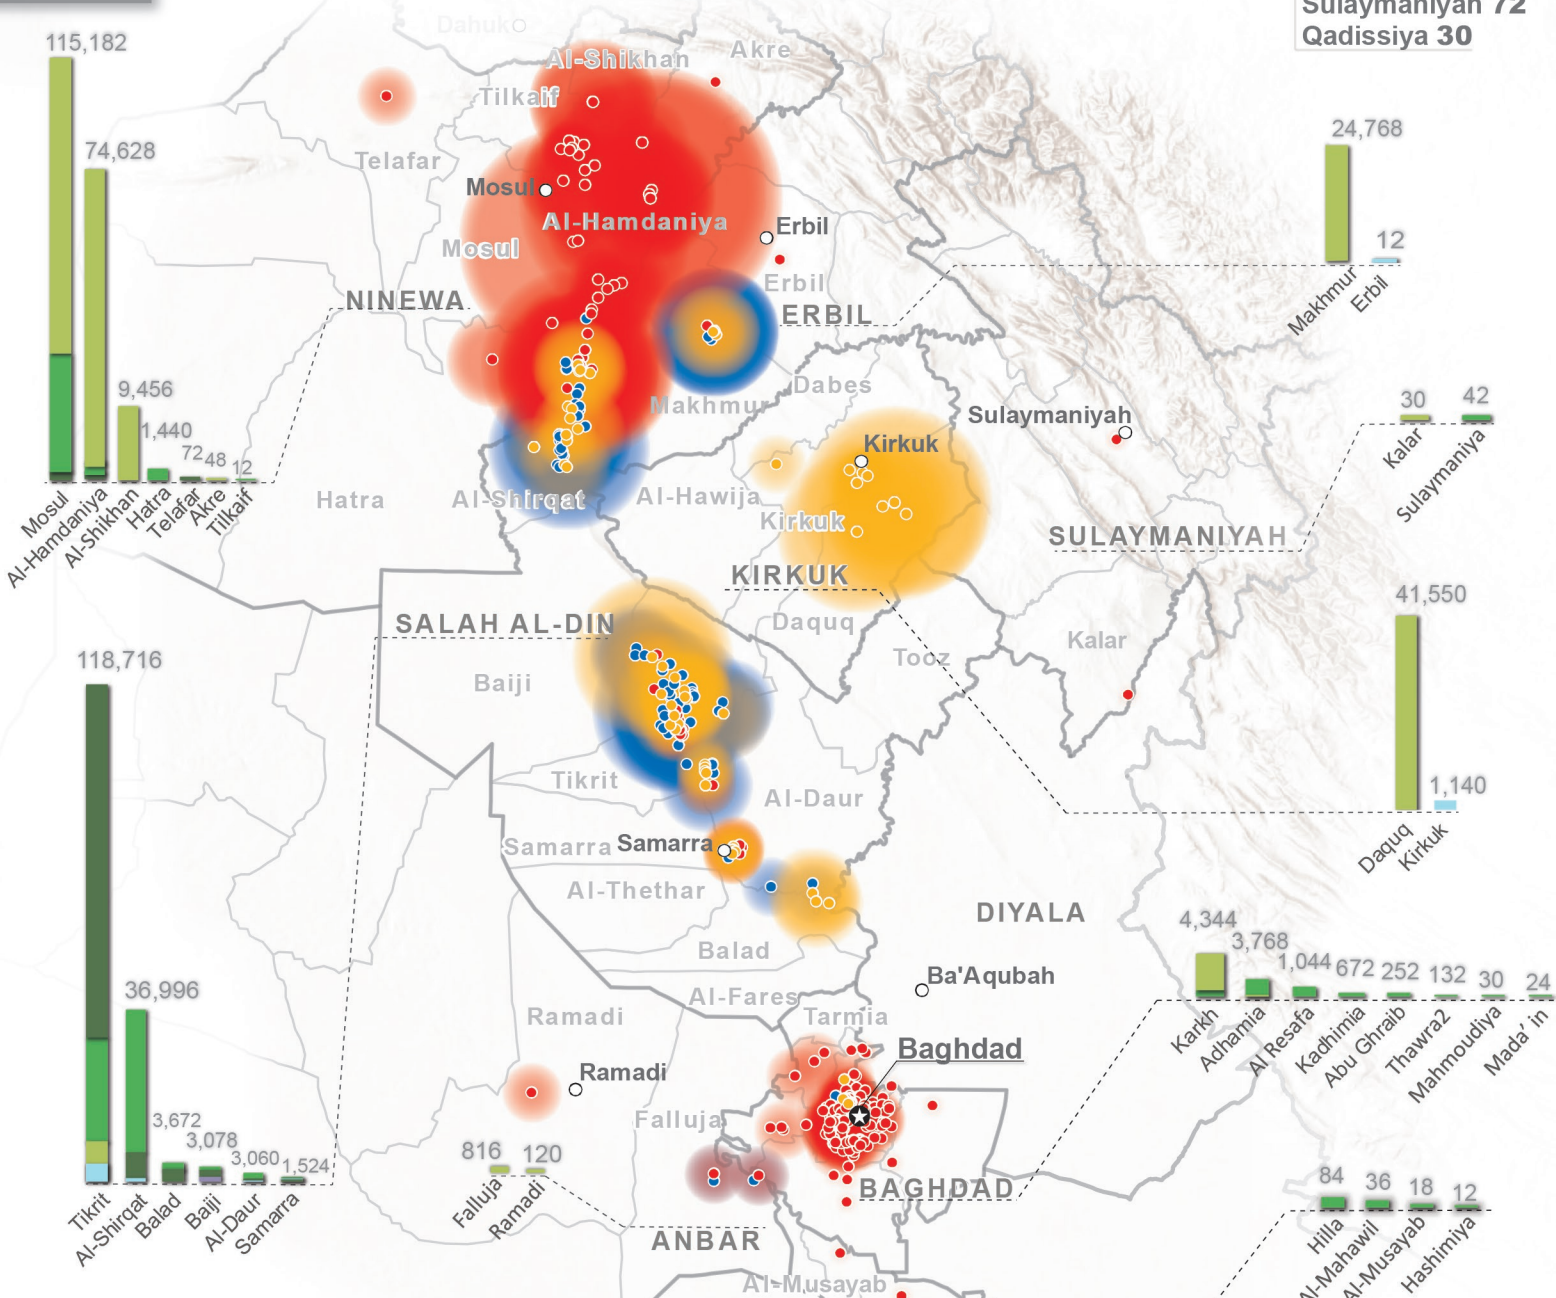 Sulaymaniyah 72
Qadissiya 30
Dahuk
115,182
Al-Shikhan
Akre
Tilkaif
74,628
Telafar
24,768
Mosul
Al-Hamdaniya
Erbil
Mosul
12
Erbil
NINEWA
ERBIL
Makhmur
Erbil
9,456
1,440
72
48
12
Dabes
Makhmur
Sulaymaniyah
30
42
Kirkuk
Kalar
Sulaymaniya
Hatra
Al-Shirqat
Al-Hawija
Kirkuk
Mosul
Al-Hamdaniya
Al-Shikhan
Hatra
Telafar
Akre
Tilkaif
SULAYMANIYAH
KIRKUK
41,550
SALAH AL-DIN
Daquq
Kalar
Tooz
118,716
Baiji
Tikrit
Al-Daur
1,140
Daquq
Kirkuk
Samarra
Samarra
Al-Thethar
DIYALA
4,344
3,768
1,044
672
252
132
30
24
Balad
Ba'Aqubah
36,996
Al-Fares
Ramadi
Tarmia
Karkh
Adhamia
Al Resafa
Kadhimia
Abu Ghraib
Thawra2
Mahmoudiya
Mada' in
Baghdad
Ramadi
3,672
3,078
3,060
1,524
Falluja
816
120
84
36
18
12
BAGHDAD
Tikrit
Al-Shirqat
Balad
Baiji
Al-Daur
Samarra
Falluja
Ramadi
ANBAR
Hilla
Al-Mahawil
Al-Musayab
Hashimiya
Al-Musayab